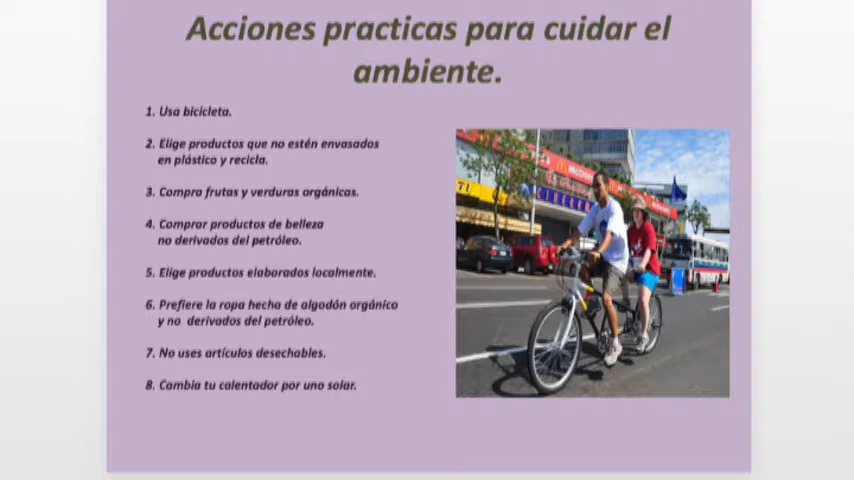 Acciones practicas para cuidar el
ambiente.
1. Usa bicicleta.
2. Elige productos que no estén envasados
en plástico y recicla.
3. Compra frutas y verduras orgánicas.
4. Comprar productos de belleza
no derivados del petróleo.
5. Elige productos elaborados localmente.
6. Prefiere la ropa hecha de algodón orgánico
y no derivados del petróleo.
7. No uses artículos desechables.
8. Cambia tu calentador por uno solar.